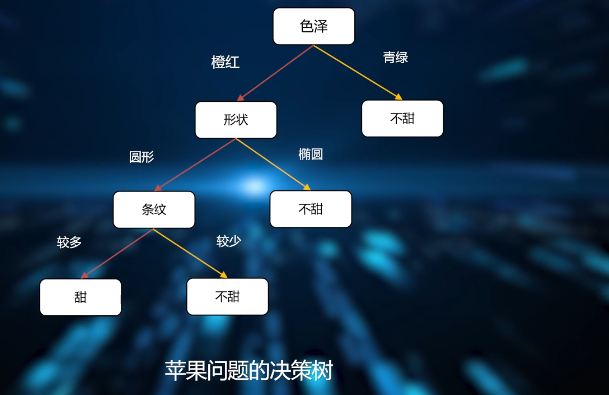 色泽
橙红
青绿
形状
不甜
圆形
椭圆
条纹
不甜
较多
较少
甜
不甜
苹果问题的决策树